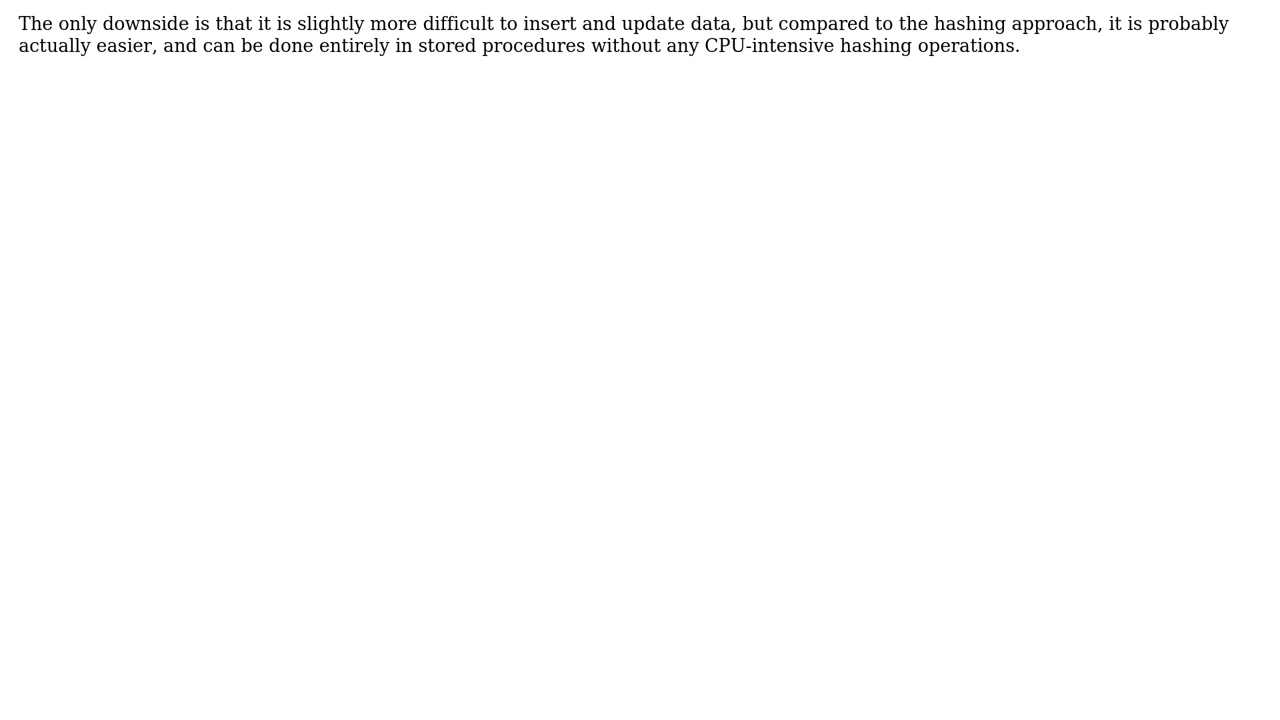 The only downside is that it is slightly more difficult to insert and update data, but compared to the hashing approach, it is probably
actually easier, and can be done entirely in stored procedures without any CPU-intensive hashing operations.